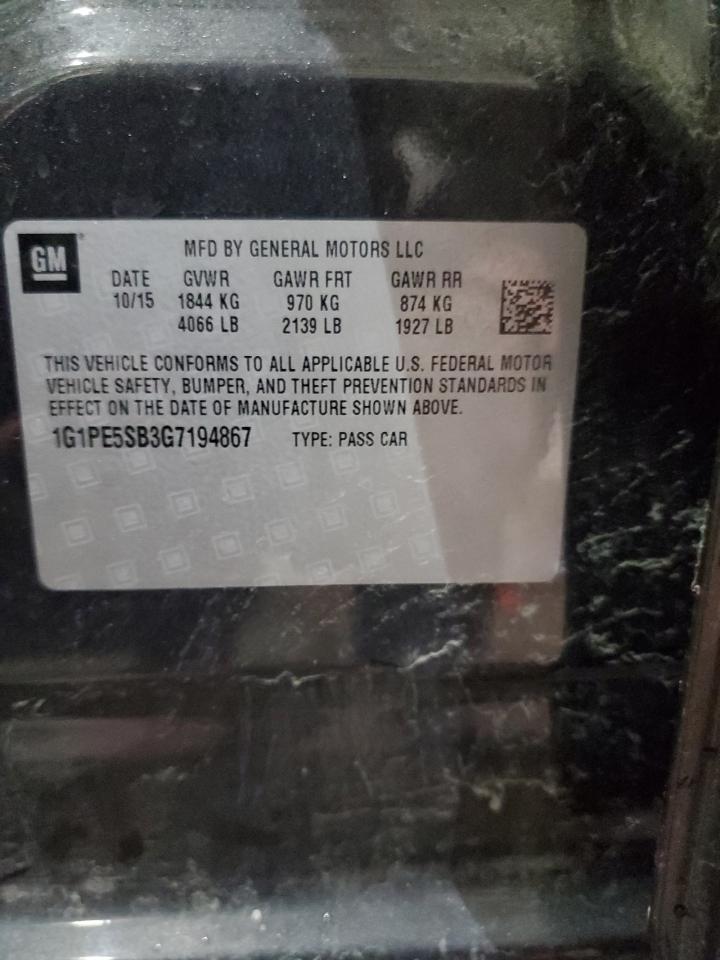 GM
MFD BY GENERAL MOTORS LLC
DATE GVWR GAWR FRT GAWR RR
10/15 1844 KG 970 KG 874 KG
4066 LB 2139 LB 1927 LB
THIS VEHICLE CONFORMS TO ALL APPLICABLE U.S. FEDERAL MOTOR
VEHICLE SAFETY, BUMPER, AND THEFT PREVENTION STANDARDS IN
EFFECT ON THE DATE OF MANUFACTURE SHOWN ABOVE.
1G1PE5SB3G7194867 TYPE: PASS CAR